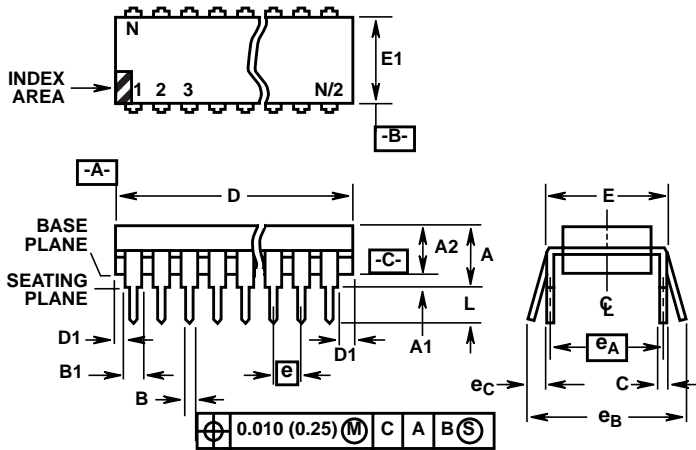 N
INDEX
AREA
1 2 3 N/2
E1
-B-
-A-
D
E
BASE
PLANE
A2
A
-C-
SEATING
PLANE
L
D1
A1
D1
B1
e
eA
C
eC
B
eB
CL
0.010 (0.25) M C A B S